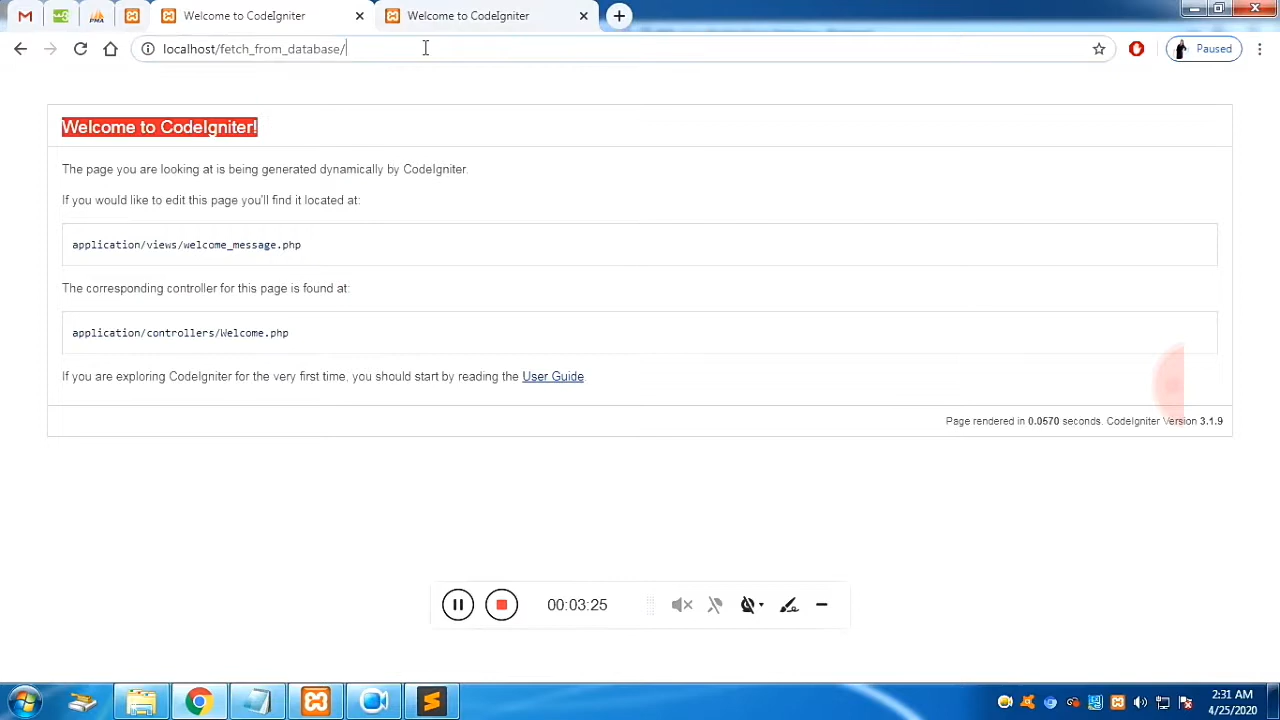 Welcome to CodeIgniter
Welcome to CodeIgniter
localhost/fetch_from_database/
Paused
Welcome to CodeIgniter!
The page you are looking at is being generated dynamically by CodeIgniter.
If you would like to edit this page you'll find it located at:
application/views/welcome_message.php
The corresponding controller for this page is found at:
application/controllers/Welcome.php
If you are exploring CodeIgniter for the very first time, you should start by reading the User Guide
Page rendered in 0.0570 seconds. CodeIgniter Version 3.1.9
00:03:25
2:31 AM
4/25/2020